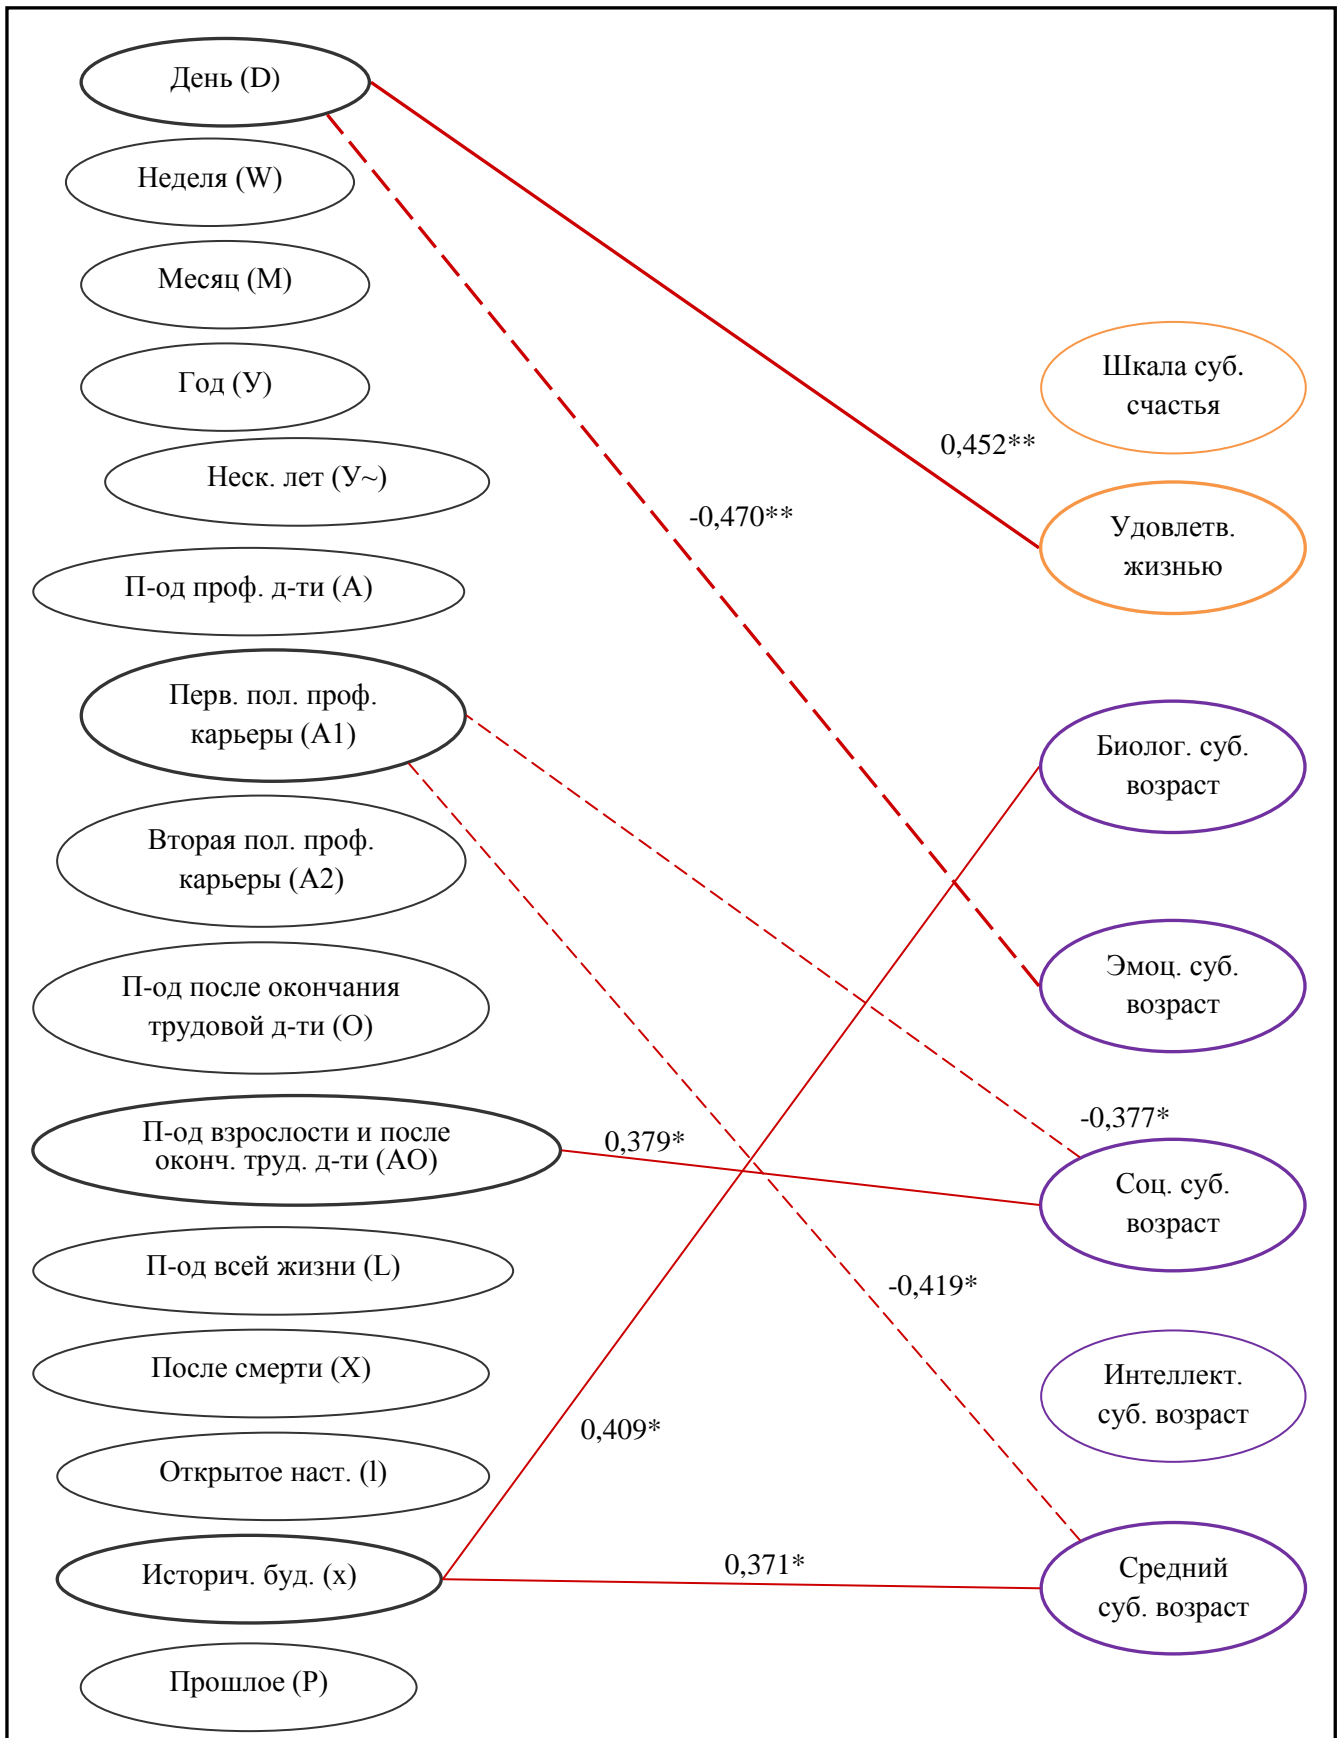 День (D)
Неделя (W)
Месяц (М)
Год (У)
Неск. лет (У~)
П-од проф. д-ти (А)
Перв. пол. проф.
карьеры (А1)
Вторая пол. проф.
карьеры (А2)
П-од после окончания
трудовой д-ти (О)
П-од взрослости и после
оконч. труд. д-ти (АО)
П-од всей жизни (L)
После смерти (Х)
Открытое наст. (l)
Историч. буд. (х)
Прошлое (Р)
0,452**
-0,470**
-0,377*
0,379*
-0,419*
0,409*
0,371*
Шкала суб.
счастья
Удовлетв.
жизнью
Биолог. суб.
возраст
Эмоц. суб.
возраст
Соц. суб.
возраст
Интеллект.
суб. возраст
Средний
суб. возраст